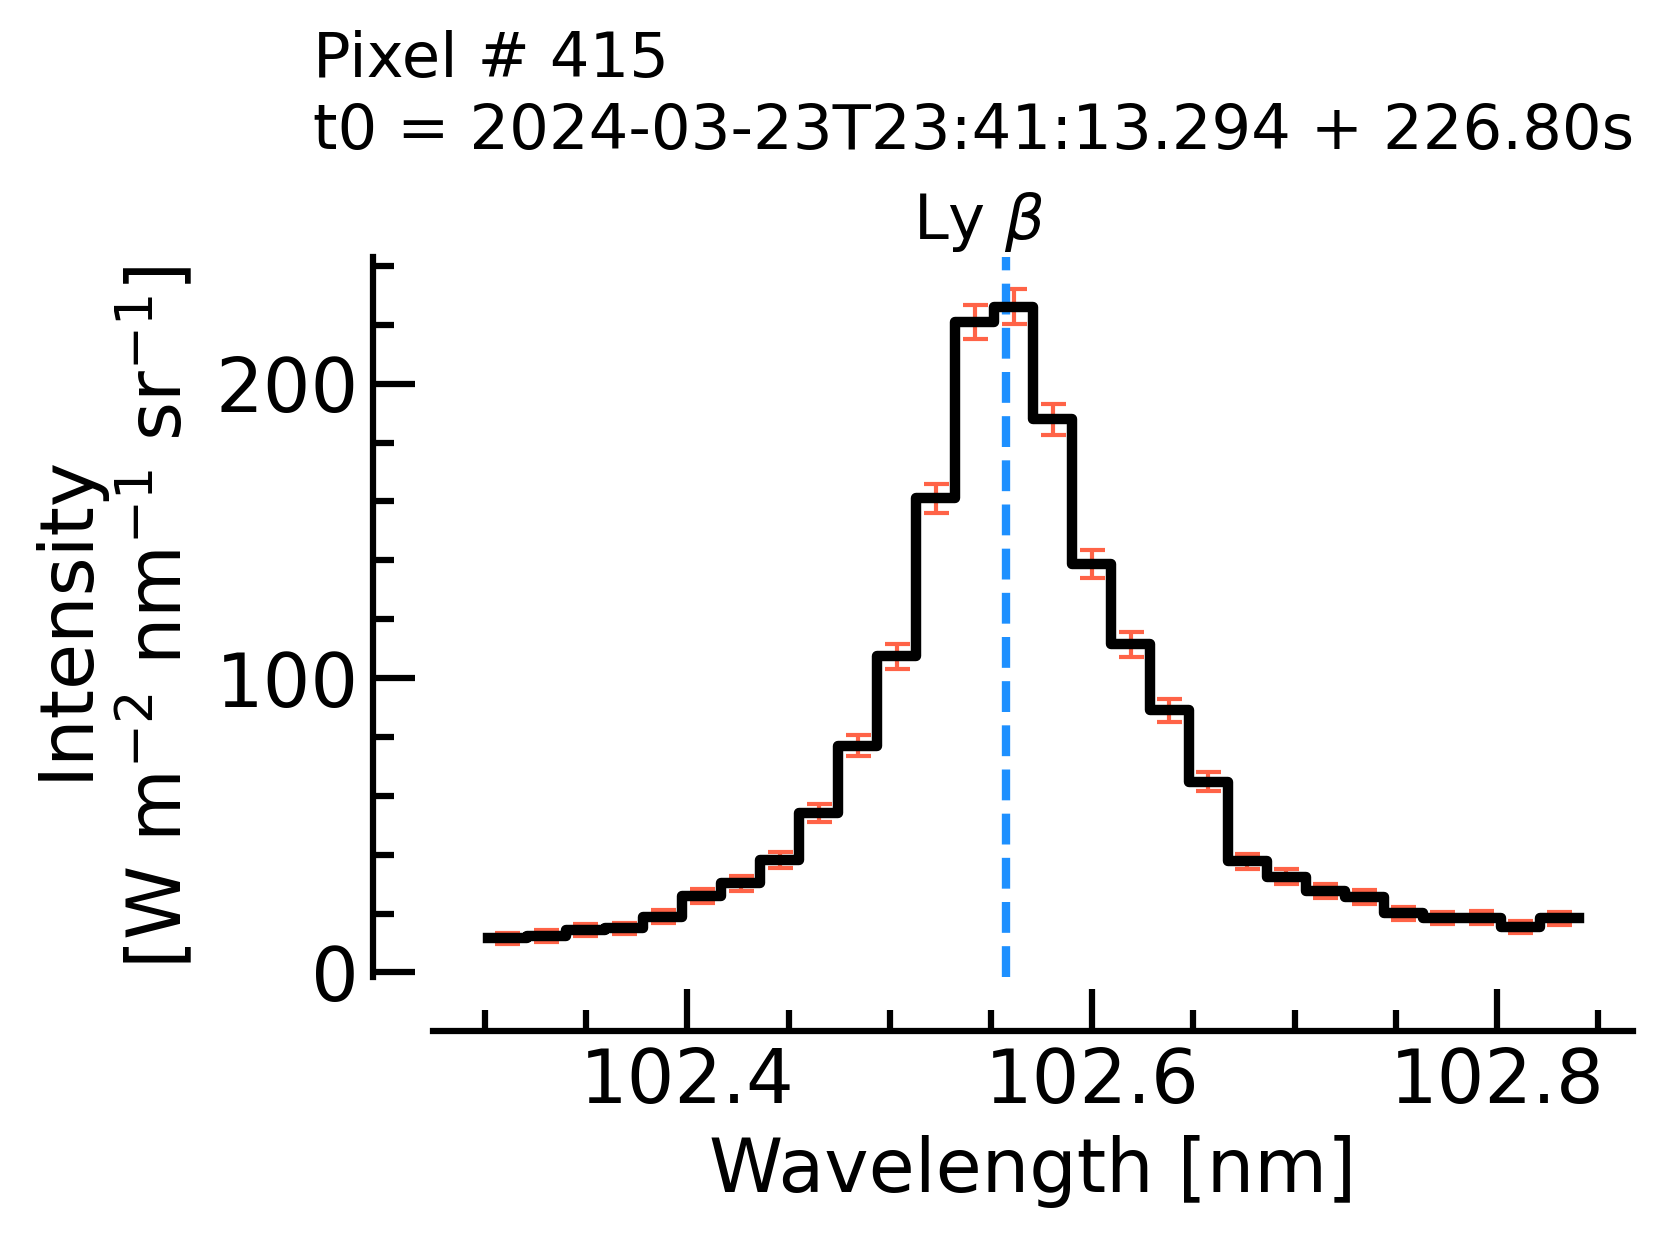 Pixel # 415
t0 = 2024-03-23T23:41:13.294 + 226.80s
Ly β
Intensity
[W m⁻² nm⁻¹ sr⁻¹]
200
100
0
102.4 102.6 102.8
Wavelength [nm]